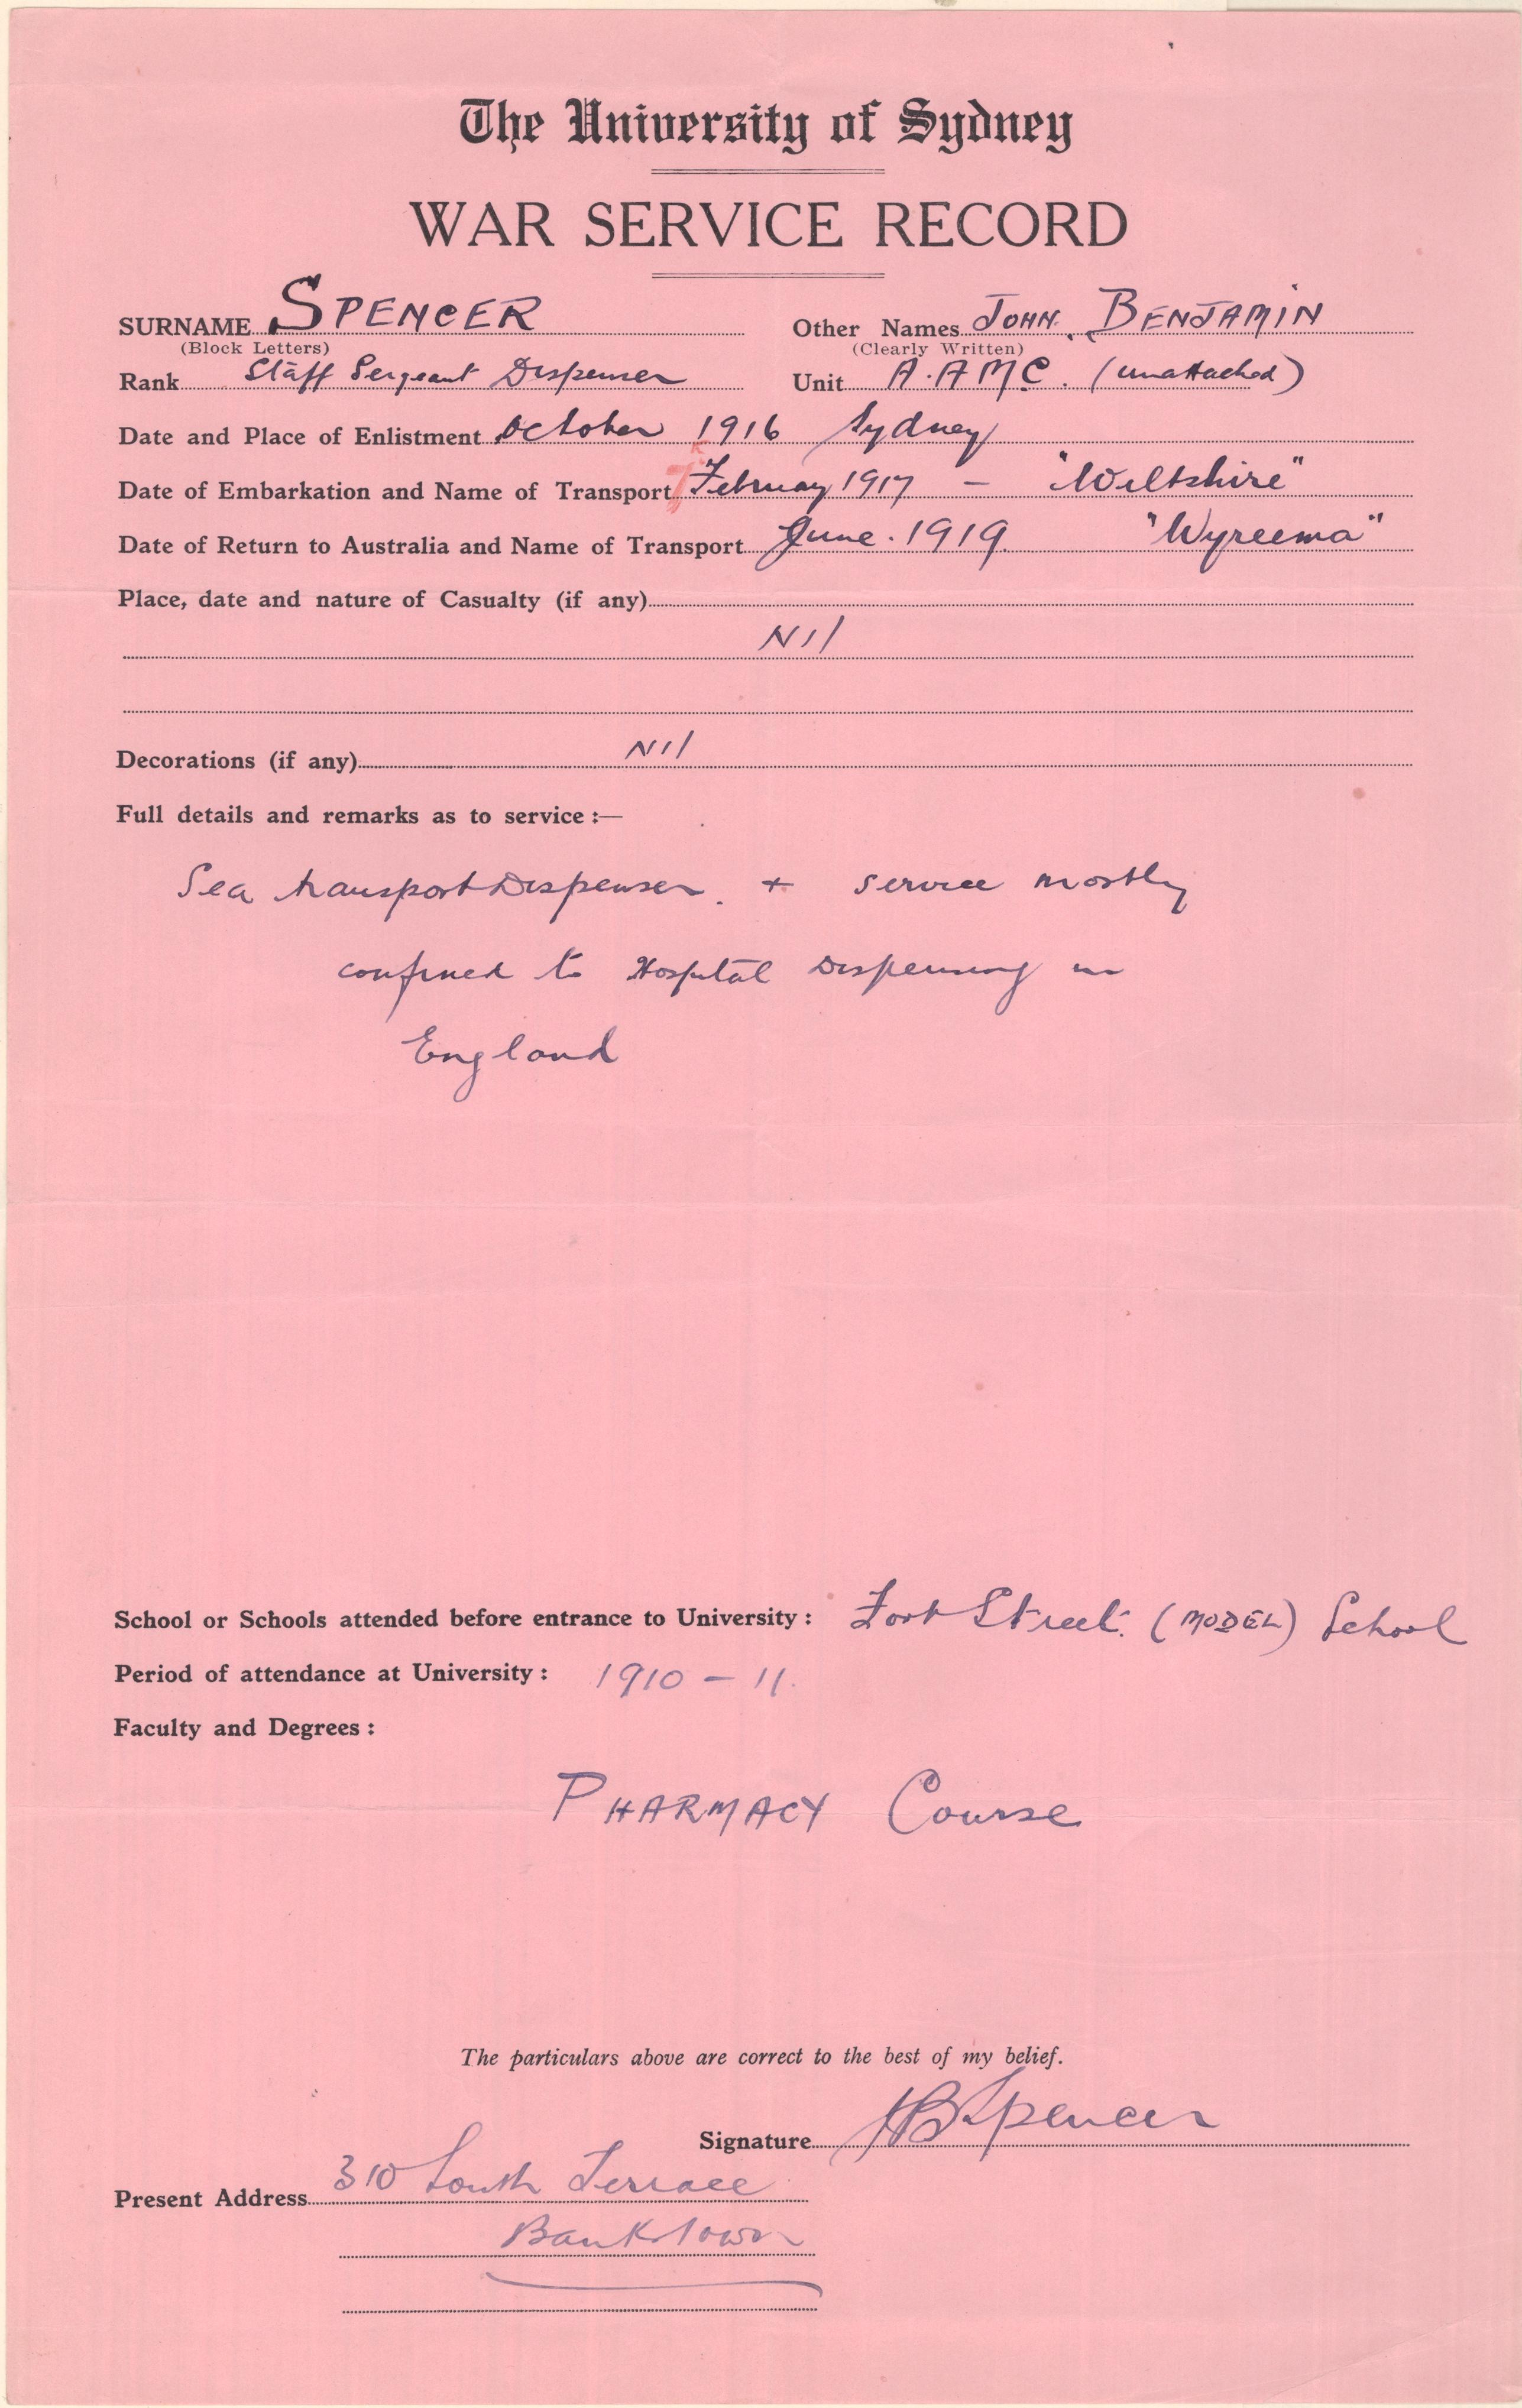 The University of Sydney
WAR SERVICE RECORD
SURNAME SPENCER Other Names JOHN. BENJAMIN
(Block Letters) (Clearly Written)
Rank Staff Sergeant Dispenser Unit A.AMC. (unattached)
Date and Place of Enlistment October 1916 Sydney
Date of Embarkation and Name of Transport 7th February 1917 – "Wiltshire"
Date of Return to Australia and Name of Transport June. 1919. "Wyreema"
Place, date and nature of Casualty (if any)
Nil
Decorations (if any) Nil
Full details and remarks as to service :—
Sea transport Dispenser. + service mostly
confined to Hospital Dispensing in
England
School or Schools attended before entrance to University : Fort Street. (MODEL) School
Period of attendance at University : 1910 – 11.
Faculty and Degrees :
PHARMACY Course
The particulars above are correct to the best of my belief.
Signature JBSpencer
Present Address 310 South Terrace
Bankstown